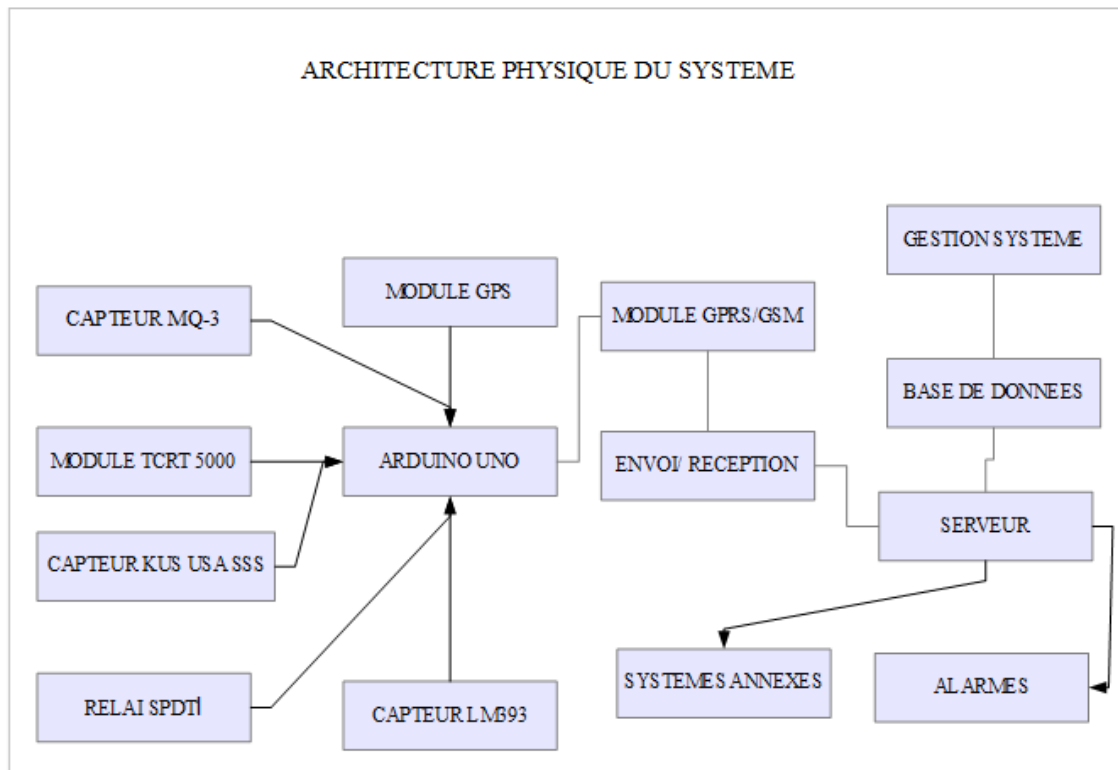 ARCHITECTURE PHYSIQUE DU SYSTEME
GESTION SYSTEME
MODULE GPS
CAPTEUR MQ-3
MODULE GPRS/GSM
BASE DE DONNEES
MODULE TCRT 5000
ARDUINO UNO
ENVOI/ RECEPTION
SERVEUR
CAPTEUR KUS USA SSS
SYSTEMES ANNEXES
ALARMES
RELAI SPDT
CAPTEUR LM393